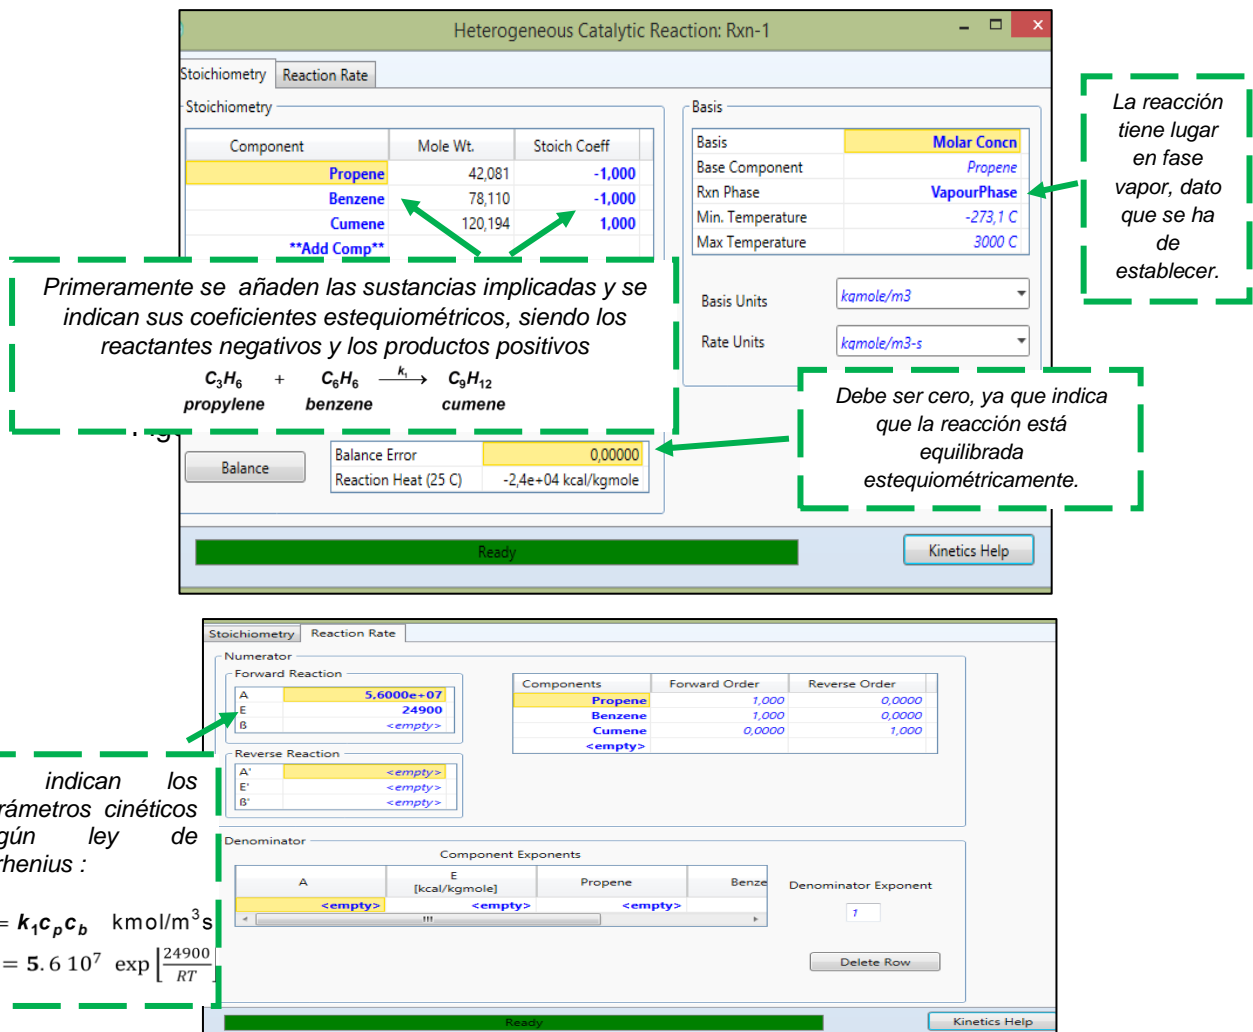 Heterogeneous Catalytic Reaction: Rxn-1
Stoichiometry Reaction Rate
Stoichiometry
Component Mole Wt. Stoich Coeff
Propene 42,081 -1,000
Benzene 78,110 -1,000
Cumene 120,194 1,000
**Add Comp**
Basis
Basis Molar Concn
Base Component Propene
Rxn Phase VapourPhase
Min. Temperature -273,1 C
Max Temperature 3000 C
Basis Units kgmole/m3
Rate Units kgmole/m3-s
La reacción
tiene lugar
en fase
vapor, dato
que se ha
de
establecer.
Primeramente se añaden las sustancias implicadas y se
indican sus coeficientes estequiométricos, siendo los
reactantes negativos y los productos positivos
C₃H₆ + C₆H₆ —k₁→ C₉H₁₂
propylene benzene cumene
Debe ser cero, ya que indica
que la reacción está
equilibrada
estequiométricamente.
Balance
Balance Error 0,00000
Reaction Heat (25 C) -2,4e+04 kcal/kgmole
Ready
Kinetics Help
Stoichiometry Reaction Rate
Numerator
Forward Reaction
A 5,6000e+07
E 24900
ß <empty>
Reverse Reaction
A' <empty>
E' <empty>
ß' <empty>
Components Forward Order Reverse Order
Propene 1,000 0,0000
Benzene 1,000 0,0000
Cumene 0,0000 1,000
<empty>
indican los
rámetros cinéticos
gún ley de
rhenius :
= k₁cₚc_b kmol/m³s
= 5.6 10⁷ exp⌊24900/RT⌋
Denominator
Component Exponents
A E [kcal/kgmole] Propene Benze
<empty> <empty> <empty>
Denominator Exponent
1
Delete Row
Ready
Kinetics Help